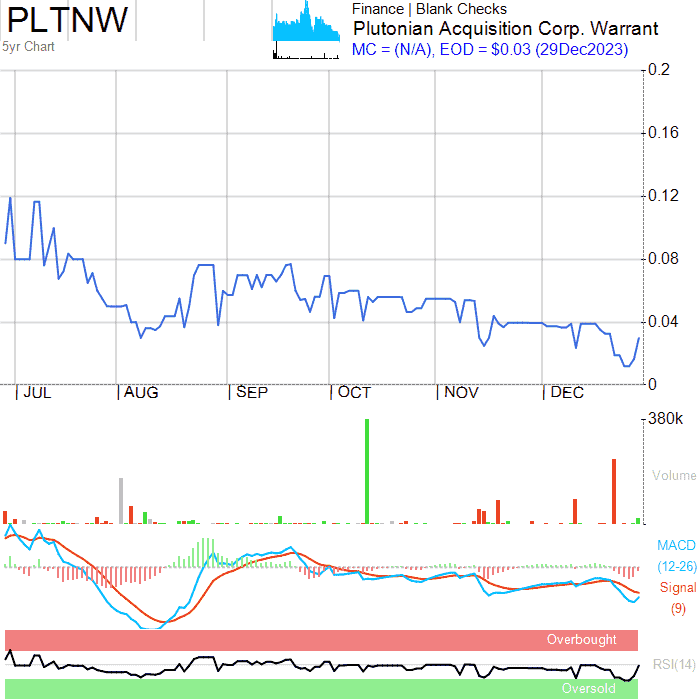 PLTNW
5yr Chart
Finance | Blank Checks
Plutonian Acquisition Corp. Warrant
MC = (N/A), EOD = $0.03 (29Dec2023)
0.2
0.16
0.12
0.08
0.04
0
JUL
AUG
SEP
OCT
NOV
DEC
380k
Volume
MACD
(12-26)
Signal
(9)
Overbought
RSI(14)
Oversold